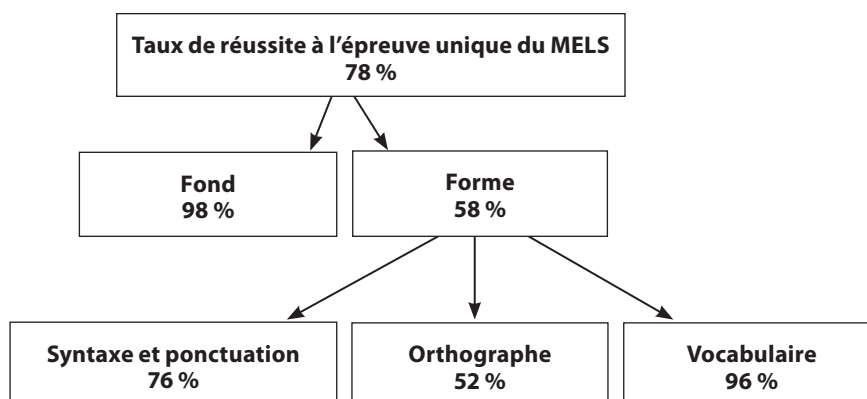 Taux de réussite à l'épreuve unique du MELS
78 %
Fond
98 %
Forme
58 %
Syntaxe et ponctuation
76 %
Orthographe
52 %
Vocabulaire
96 %